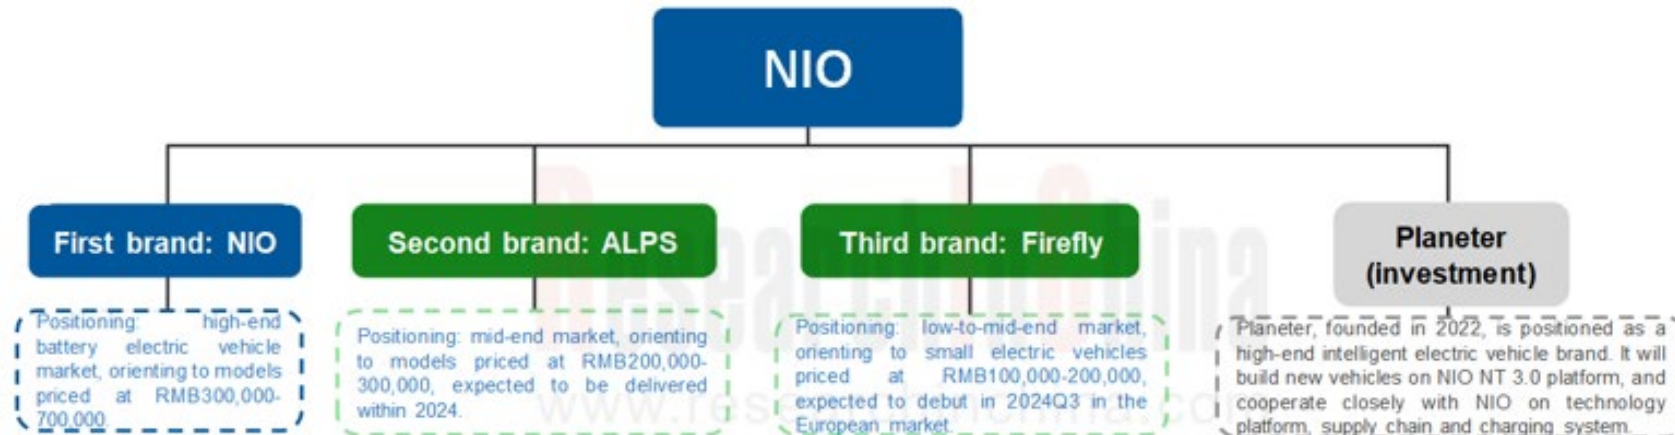 NIO
First brand: NIO
Second brand: ALPS
Third brand: Firefly
Planeter
(investment)
Positioning: high-end
battery electric vehicle
market, orienting to models
priced at RMB300,000-
700,000.
Positioning: mid-end market, orienting
to models priced at RMB200,000-
300,000, expected to be delivered
within 2024.
Positioning: low-to-mid-end market,
orienting to small electric vehicles
priced at RMB100,000-200,000,
expected to debut in 2024Q3 in the
European market.
Planeter, founded in 2022, is positioned as a
high-end intelligent electric vehicle brand. It will
build new vehicles on NIO NT 3.0 platform, and
cooperate closely with NIO on technology
platform, supply chain and charging system.
ResearchInChina
www.researchinchina.com